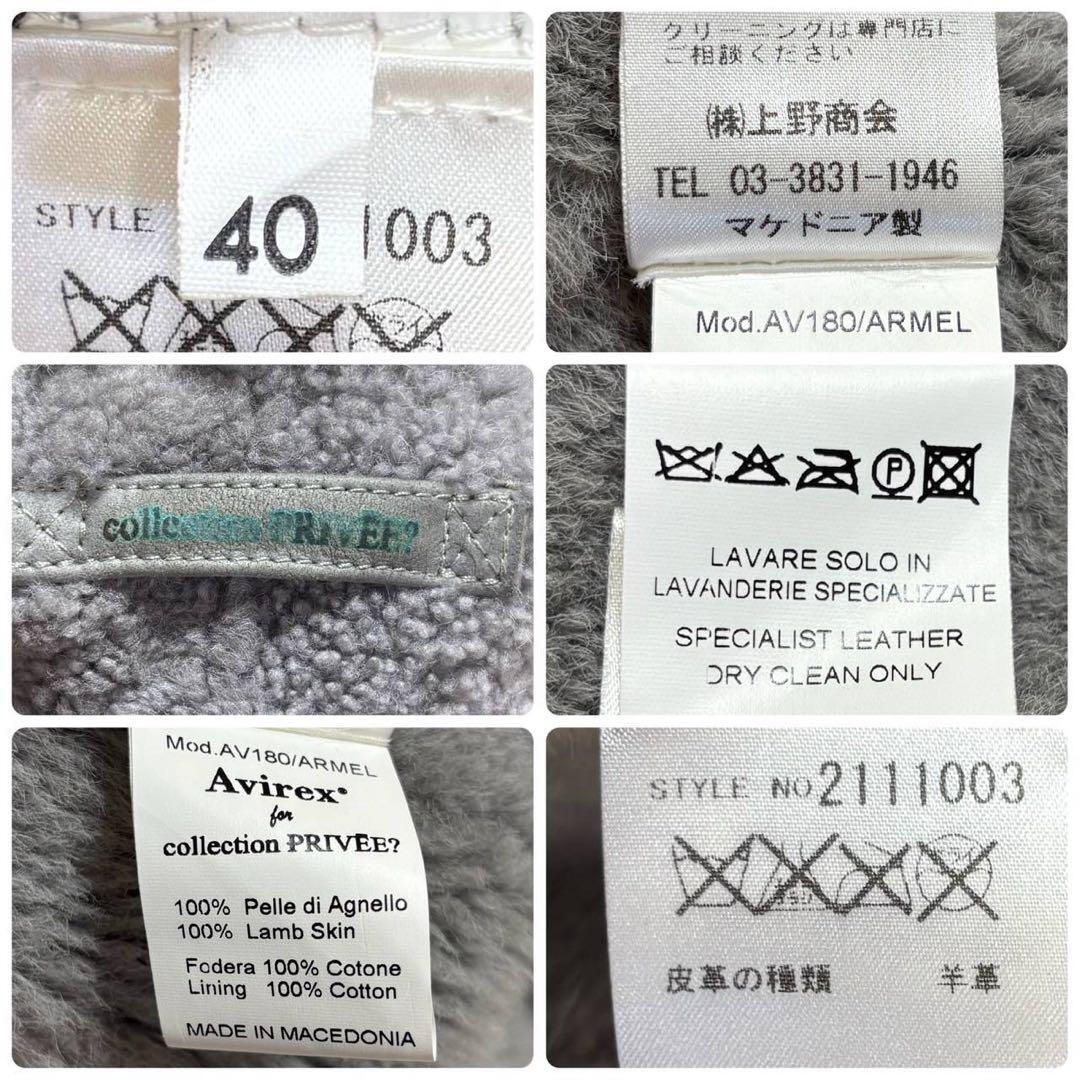 STYLE
40
1003
クリーニングは専門店に
ご相談ください
㈱上野商会
TEL 03-3831-1946
マケドニア製
Mod.AV180/ARMEL
collection PRIVĒE?
P
LAVARE SOLO IN
LAVANDERIE SPECIALIZZATE
SPECIALIST LEATHER
DRY CLEAN ONLY
Mod.AV180/ARMEL
Avirex®
for
collection PRIVĒE?
100% Pelle di Agnello
100% Lamb Skin
Fodera 100% Cotone
Lining 100% Cotton
MADE IN MACEDONIA
STYLE NO 2111003
皮革の種類 羊革